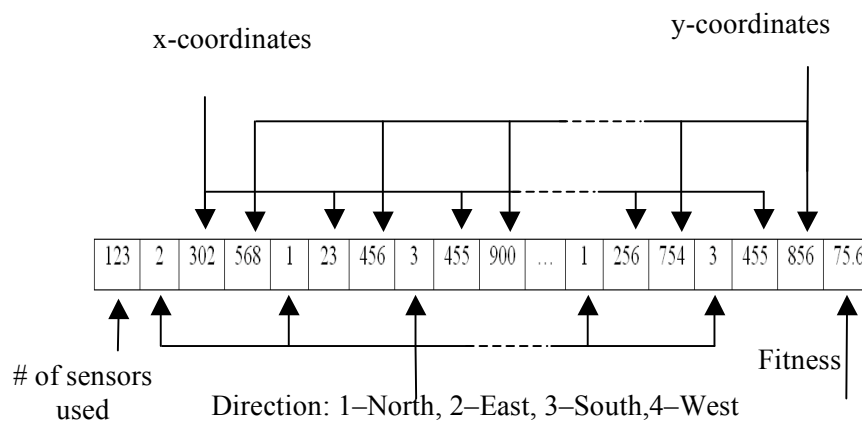 x-coordinates
y-coordinates
123 2 302 568 1 23 456 3 455 900 ... 1 256 754 3 455 856 75.6
# of sensors
used
Fitness
Direction: 1–North, 2–East, 3–South,4–West